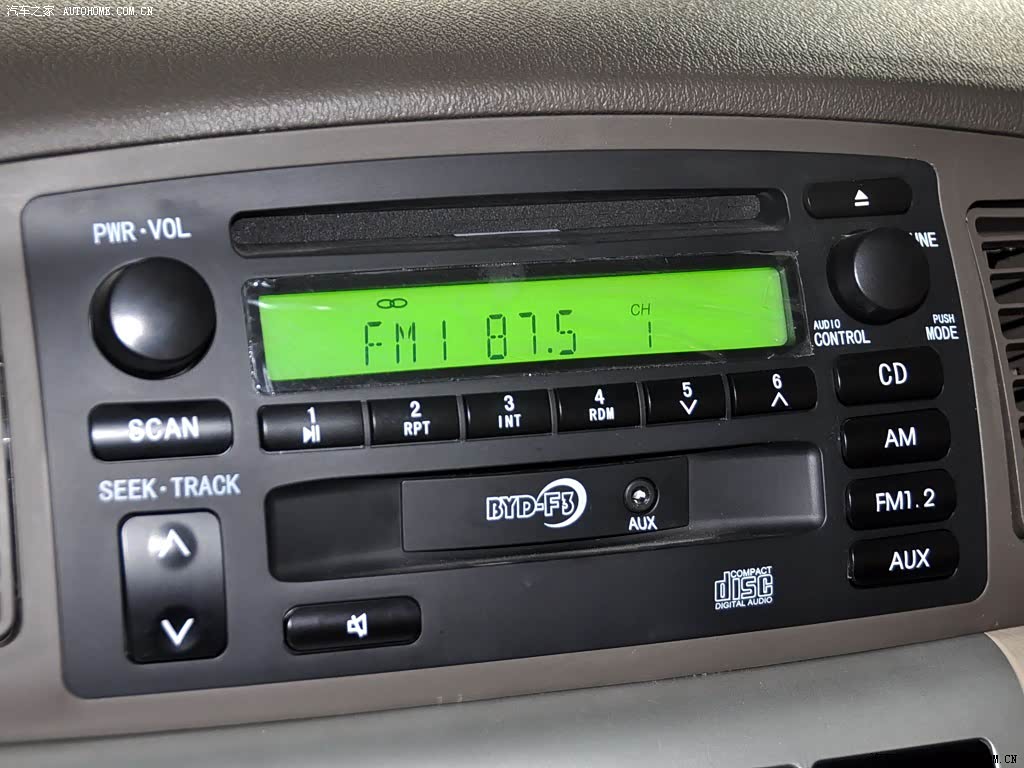 汽车之家 AUTOHOME.COM.CN
PWR·VOL
UNE
CH
FM1 87.5 1
AUDIO CONTROL
PUSH MODE
SCAN
1
2 RPT
3 INT
4 RDM
5
6
CD
AM
FM1.2
AUX
SEEK·TRACK
BYD-F3
AUX
COMPACT
disc
DIGITAL AUDIO